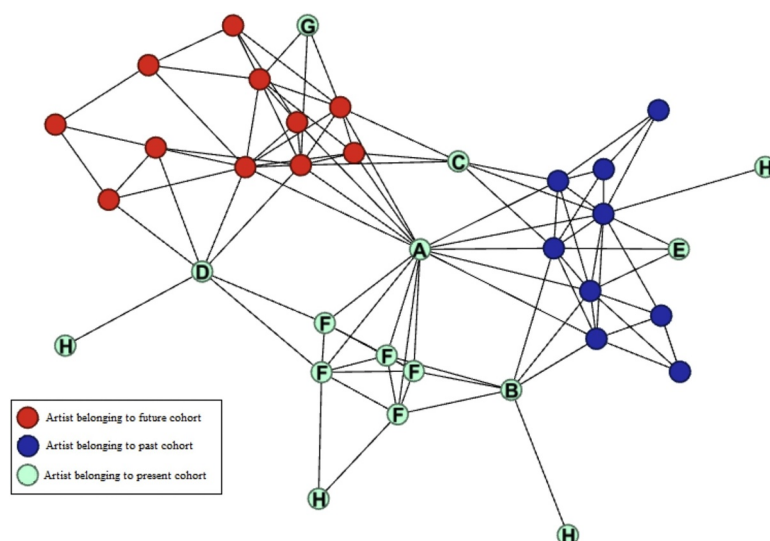 G
C
H
A
E
D
F
H
F
F
F
B
F
H
H
Artist belonging to future cohort
Artist belonging to past cohort
Artist belonging to present cohort